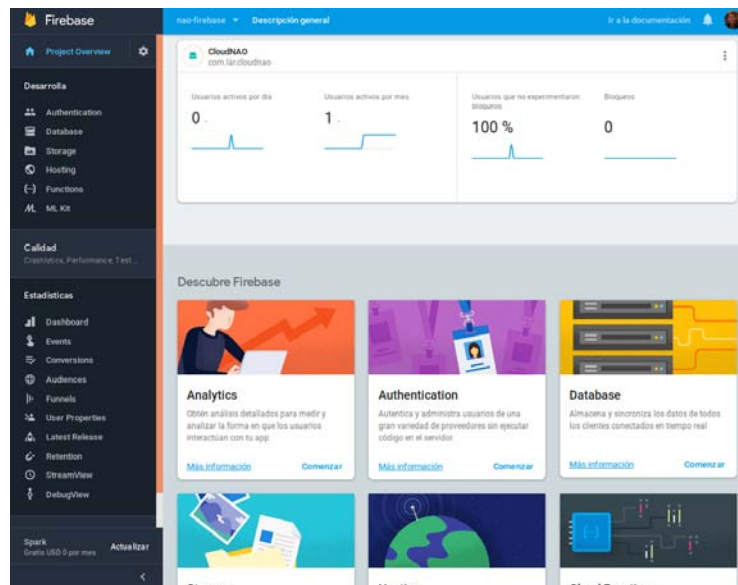 Firebase
nao-firebase
Descripción general
Ir a la documentación
Project Overview
Desarrolla
Authentication
Database
Storage
Hosting
Functions
ML Kit
Calidad
Crashlytics, Performance, Test...
Estadísticas
Dashboard
Events
Conversions
Audiences
Funnels
User Properties
Latest Release
Retention
StreamView
DebugView
Spark
Gratis USD 0 por mes
Actualizar
CloudNAO
com.lar.cloudnao
Usuarios activos por día
0
Usuarios activos por mes
1
Usuarios que no experimentaron
bloqueos
100 %
Bloqueos
0
Descubre Firebase
Analytics
Obtén análisis detallados para medir y
analizar la forma en que los usuarios
interactúan con tu app
Más información
Comenzar
Authentication
Autentica y administra usuarios de una
gran variedad de proveedores sin ejecutar
código en el servidor.
Más información
Comenzar
Database
Almacena y sincroniza los datos de todos
los clientes conectados en tiempo real
Más información
Comenzar